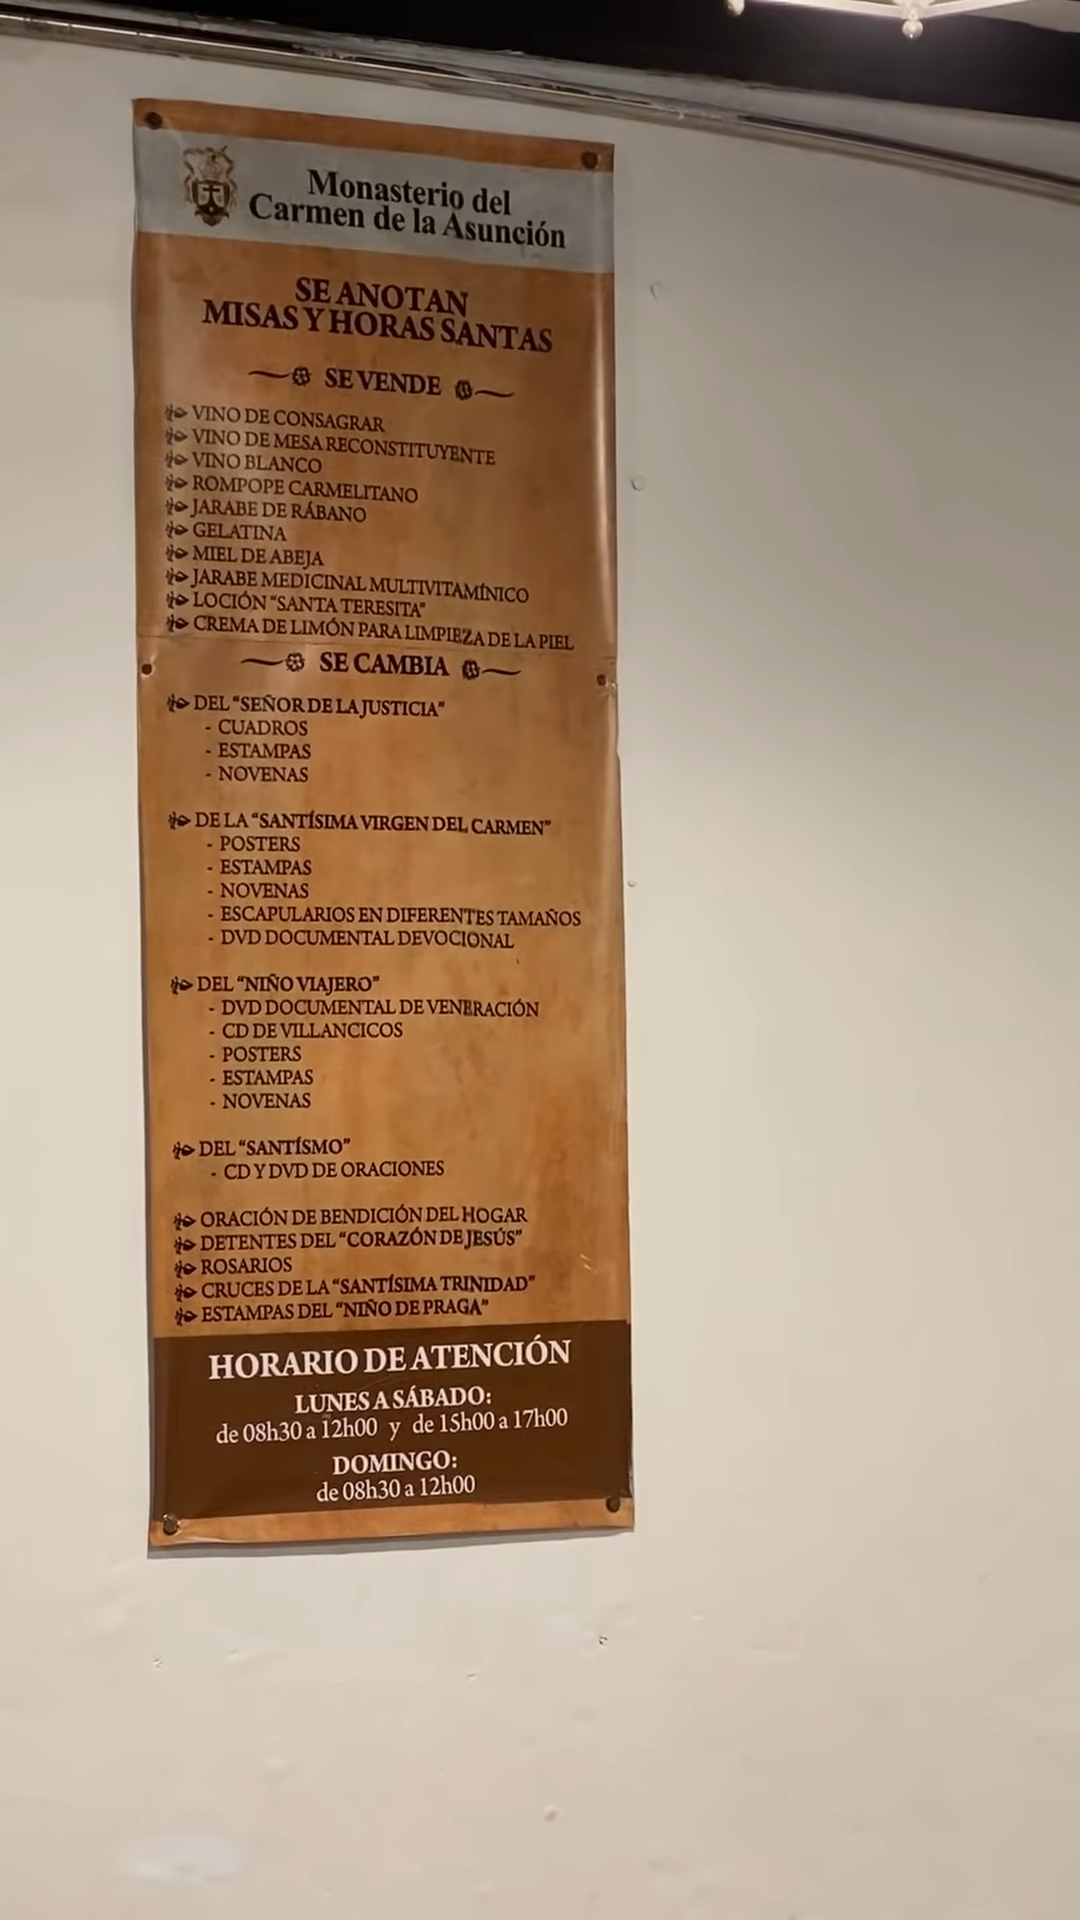 Monasterio del
Carmen de la Asunción
SE ANOTAN
MISAS Y HORAS SANTAS
SE VENDE
VINO DE CONSAGRAR
VINO DE MESA RECONSTITUYENTE
VINO BLANCO
ROMPOPE CARMELITANO
JARABE DE RÁBANO
GELATINA
MIEL DE ABEJA
JARABE MEDICINAL MULTIVITAMÍNICO
LOCIÓN "SANTA TERESITA"
CREMA DE LIMÓN PARA LIMPIEZA DE LA PIEL
SE CAMBIA
DEL "SEÑOR DE LA JUSTICIA"
- CUADROS
- ESTAMPAS
- NOVENAS
DE LA "SANTÍSIMA VIRGEN DEL CARMEN"
- POSTERS
- ESTAMPAS
- NOVENAS
- ESCAPULARIOS EN DIFERENTES TAMAÑOS
- DVD DOCUMENTAL DEVOCIONAL
DEL "NIÑO VIAJERO"
- DVD DOCUMENTAL DE VENERACIÓN
- CD DE VILLANCICOS
- POSTERS
- ESTAMPAS
- NOVENAS
DEL "SANTÍSMO"
- CD Y DVD DE ORACIONES
ORACIÓN DE BENDICIÓN DEL HOGAR
DETENTES DEL "CORAZÓN DE JESÚS"
ROSARIOS
CRUCES DE LA "SANTÍSIMA TRINIDAD"
ESTAMPAS DEL "NIÑO DE PRAGA"
HORARIO DE ATENCIÓN
LUNES A SÁBADO:
de 08h30 a 12h00 y de 15h00 a 17h00
DOMINGO:
de 08h30 a 12h00